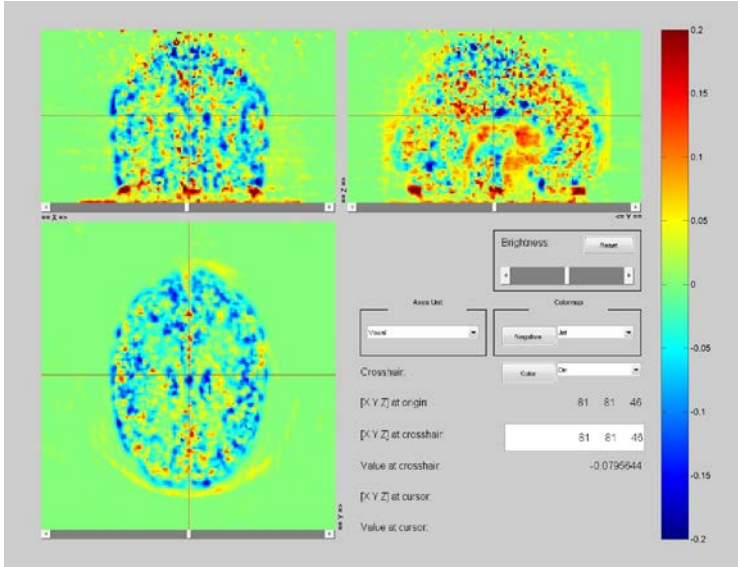 0.2
0.15
0.1
0.05
0
-0.05
-0.1
-0.15
-0.2
<< X =>
<< Z =>
<= Y ==
<< Y =>
Brightness: Reset
Axes Unit
Voxel
Colormap
Negative Jet
Crosshair: Color On
[X Y Z] at origin: 81 81 46
[X Y Z] at crosshair: 81 81 46
Value at crosshair: -0.0795644
[X Y Z] at cursor:
Value at cursor: